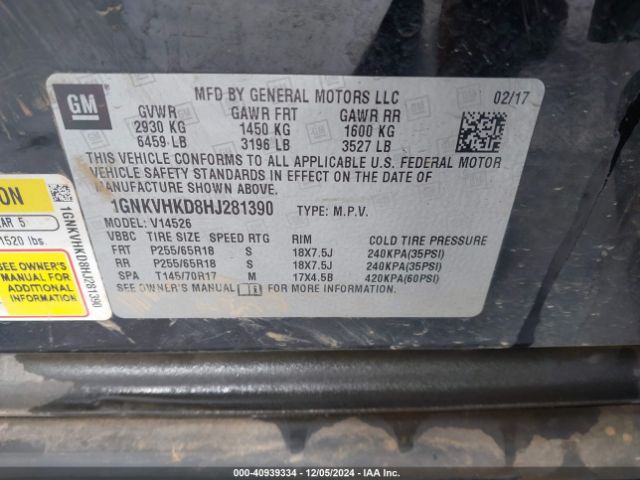 GM
MFD BY GENERAL MOTORS LLC 02/17
GVWR GAWR FRT GAWR RR
2930 KG 1450 KG 1600 KG
6459 LB 3196 LB 3527 LB
THIS VEHICLE CONFORMS TO ALL APPLICABLE U.S. FEDERAL MOTOR
VEHICLE SAFETY STANDARDS IN EFFECT ON THE DATE OF
MANUFACTURE SHOWN ABOVE.
1GNKVHKD8HJ281390 TYPE: M.P.V.
MODEL: V14526
VBBC TIRE SIZE SPEED RTG RIM COLD TIRE PRESSURE
FRT P255/65R18 S 18X7.5J 240KPA(35PSI)
RR P255/65R18 S 18X7.5J 240KPA(35PSI)
SPA T145/70R17 M 17X4.5B 420KPA(60PSI)
SEE OWNER'S MANUAL FOR MORE INFORMATION
ION
AR 5
1520 lbs.
SEE OWNER'S
MANUAL FOR
ADDITIONAL
INFORMATION
1GNKVHKD8HJ281390
000-40939334 - 12/05/2024 - IAA Inc.